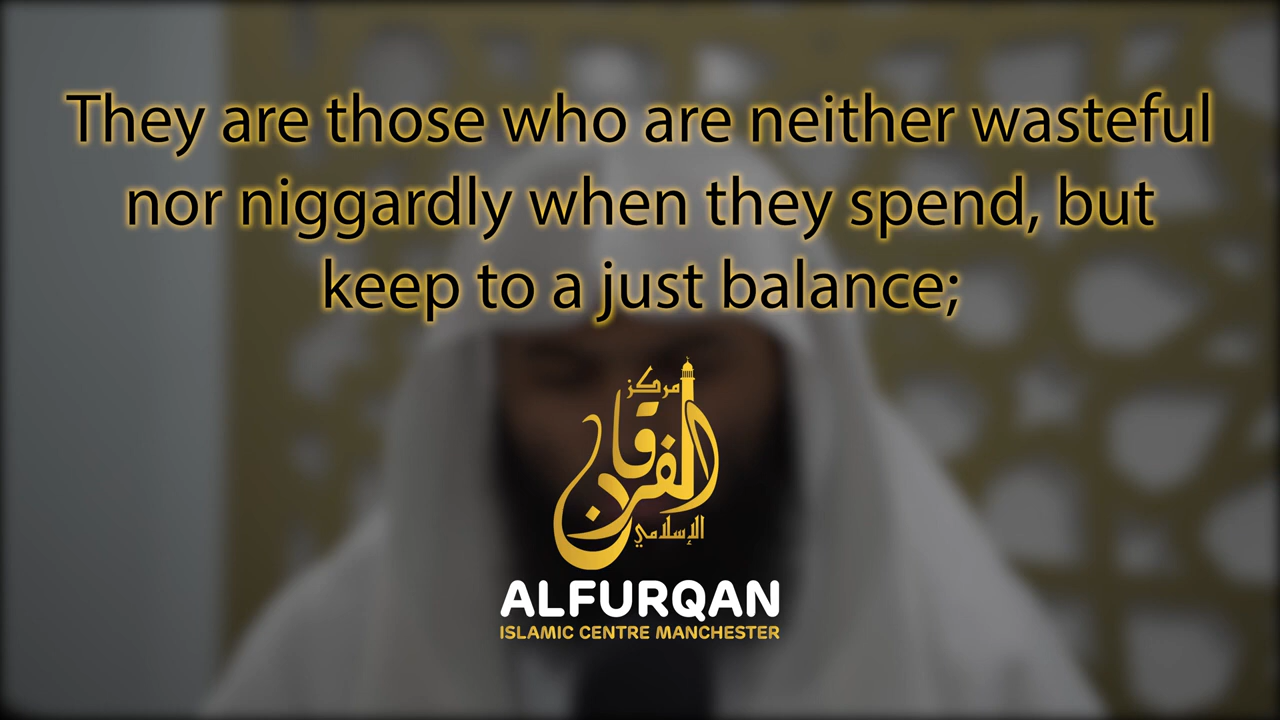 They are those who are neither wasteful
nor niggardly when they spend, but
keep to a just balance;
مركز
الفرقان
الإسلامي
ALFURQAN
ISLAMIC CENTRE MANCHESTER